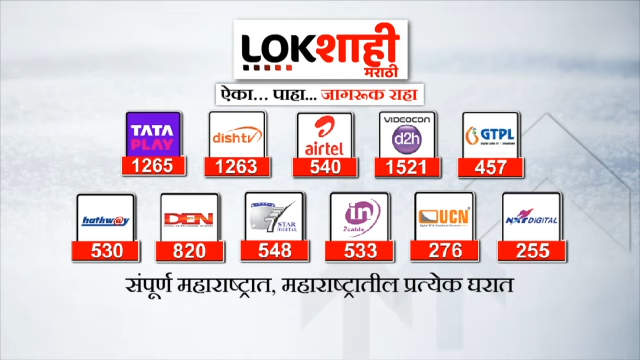 LOKशाही
मराठी
ऐका... पाहा... जागरूक राहा
TATA PLAY
dishtv
airtel
VIDEOCON d2h
GTPL
1265
1263
540
1521
457
hathw@y
DEN
7 STAR DIGITAL
in cable
UCN
NXT DIGITAL
530
820
548
533
276
255
संपूर्ण महाराष्ट्रात, महाराष्ट्रातील प्रत्येक घरात